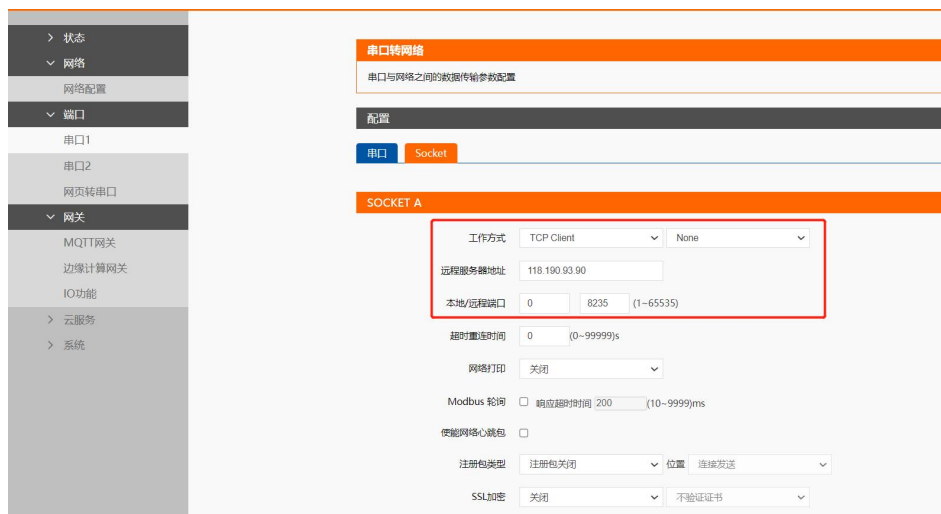 状态
网络
网络配置
端口
串口1
串口2
网页转串口
网关
MQTT网关
边缘计算网关
IO功能
云服务
系统
串口转网络
串口与网络之间的数据传输参数配置
配置
串口 Socket
SOCKET A
工作方式 TCP Client None
远程服务器地址 118.190.93.90
本地/远程端口 0 8235 (1~65535)
超时重连时间 0 (0~99999)s
网络打印 关闭
Modbus 轮询 响应超时时间 200 (10~9999)ms
使能网络心跳包
注册包类型 注册包关闭 位置 连接发送
SSL加密 关闭 不验证证书